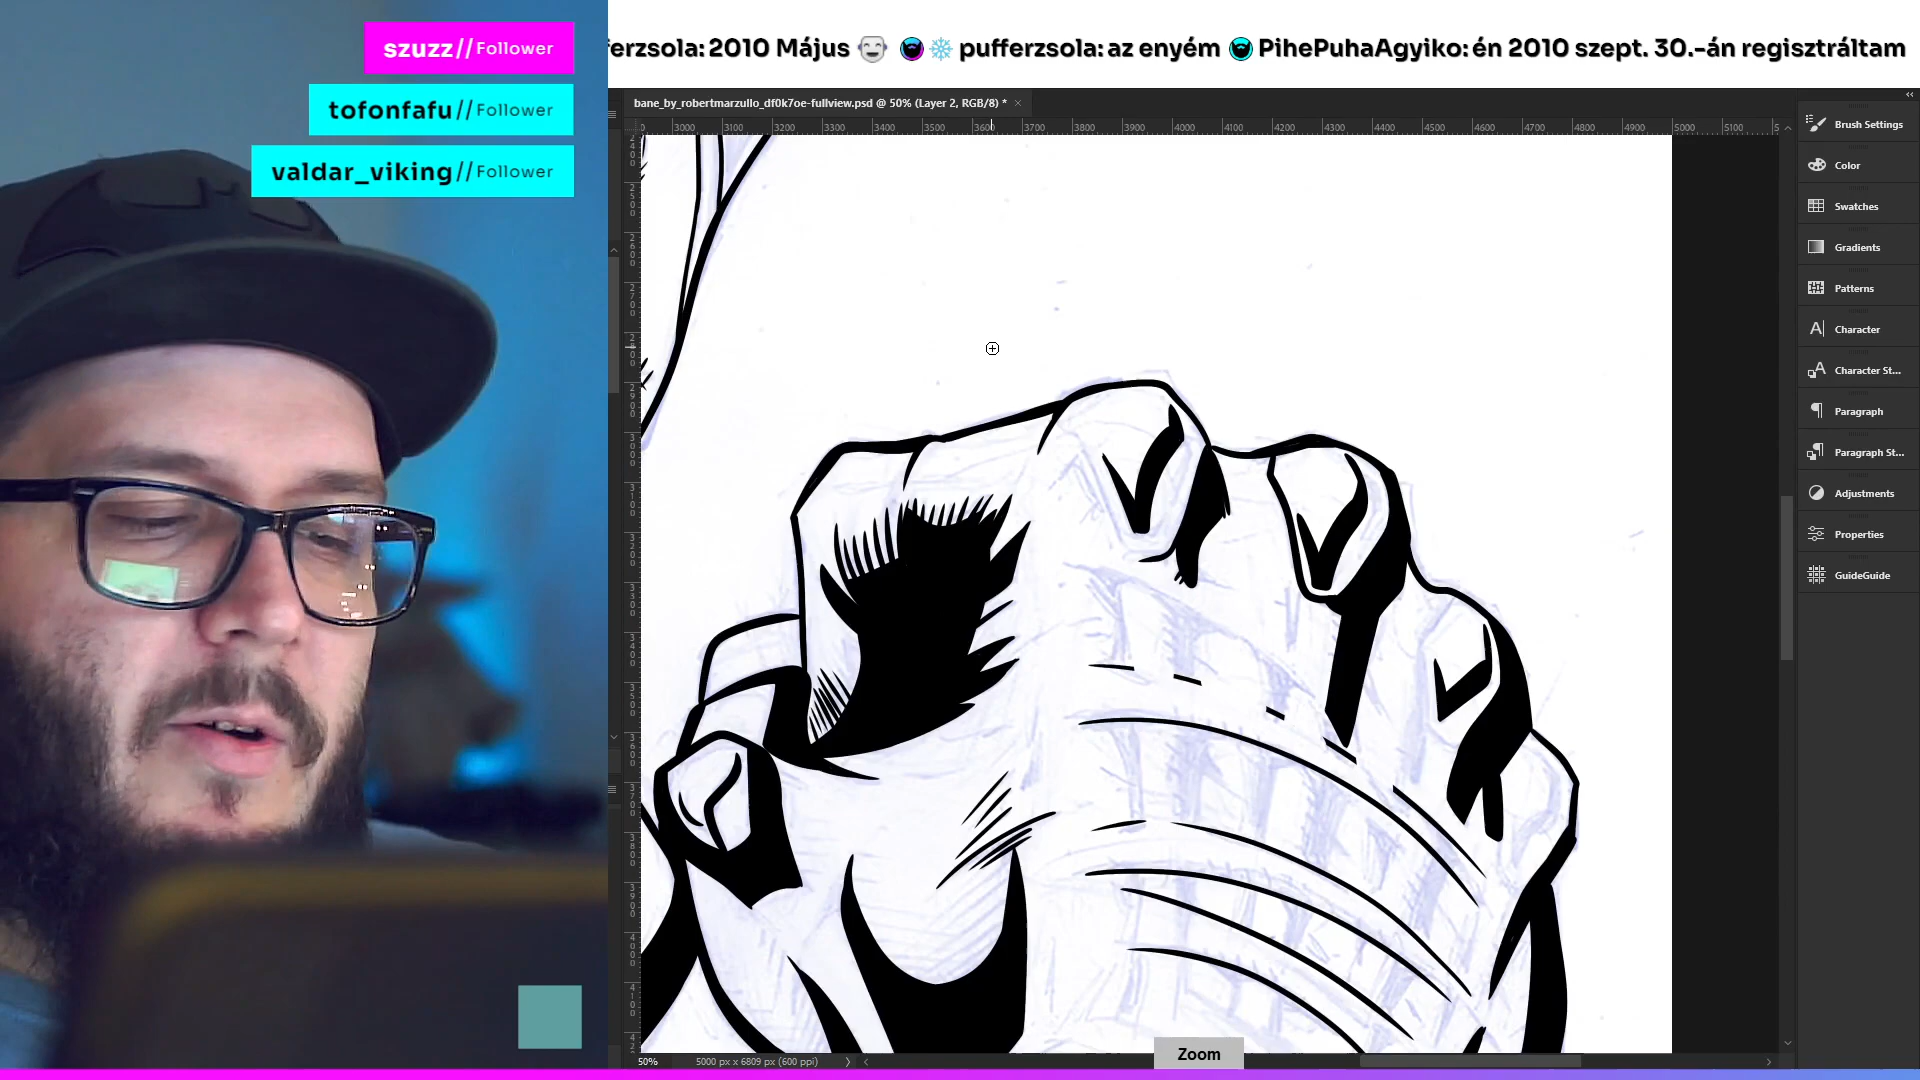 szuzz // Follower
tofonfafu // Follower
valdar_viking // Follower
ferzsola: 2010 Május pufferzsola: az enyém PihePuhaAgyiko: én 2010 szept. 30.-án regisztráltam
bane_by_robertmarzullo_df0k7oe-fullview.psd @ 50% (Layer 2, RGB/8) * ×
3000 3100 3200 3300 3400 3500 3600 3700 3800 3900 4000 4100 4200 4300 4400 4500 4600 4700 4800 4900 5000 5100
Brush Settings
Color
Swatches
Gradients
Patterns
Character
Character St...
Paragraph
Paragraph St...
Adjustments
Properties
GuideGuide
50% 5000 px x 6809 px (600 ppi)
Zoom